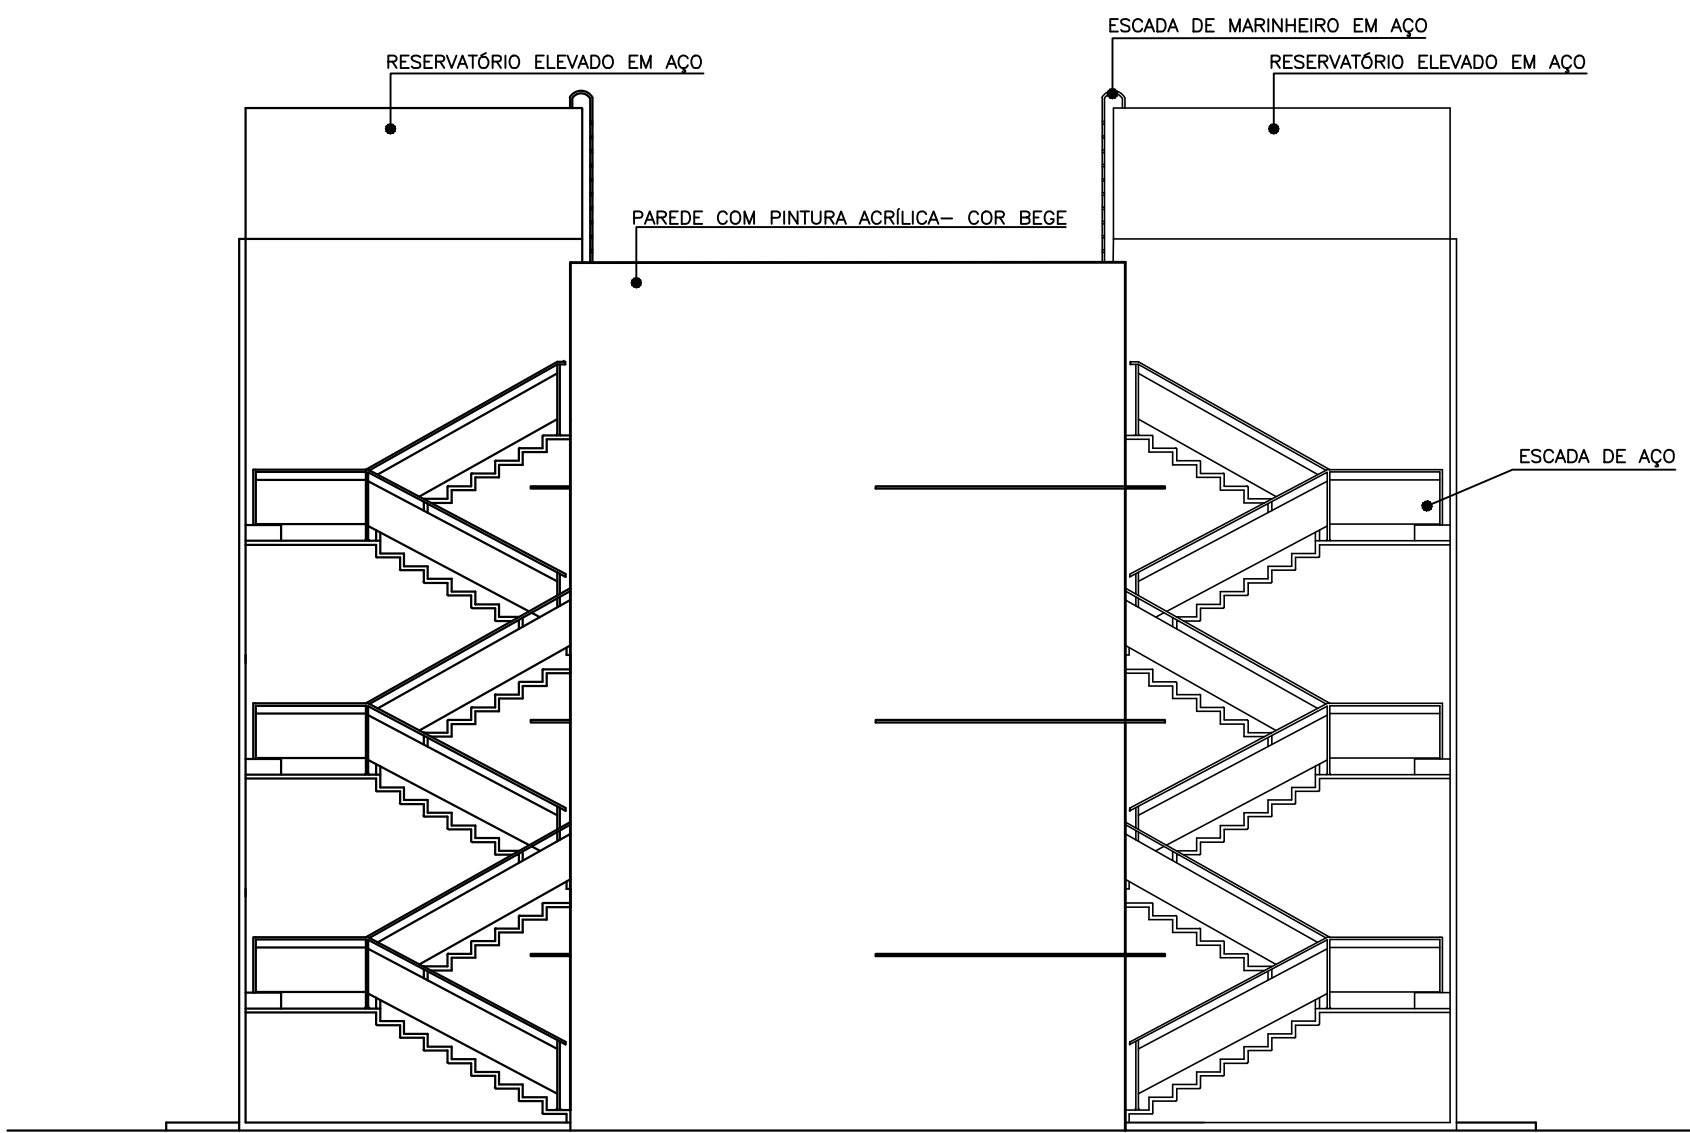 ESCADA DE MARINHEIRO EM AÇO
RESERVATÓRIO ELEVADO EM AÇO
RESERVATÓRIO ELEVADO EM AÇO
PAREDE COM PINTURA ACRÍLICA– COR BEGE
ESCADA DE AÇO